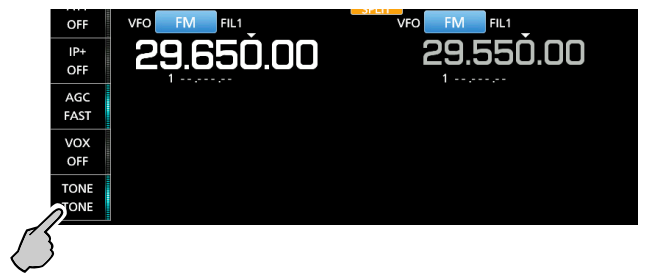 OFF
IP+
OFF
AGC
FAST
VOX
OFF
TONE
TONE
VFO FM FIL1
29.650.00
1 --.---.--
SPLIT
VFO FM FIL1
29.550.00
1 --.---.--